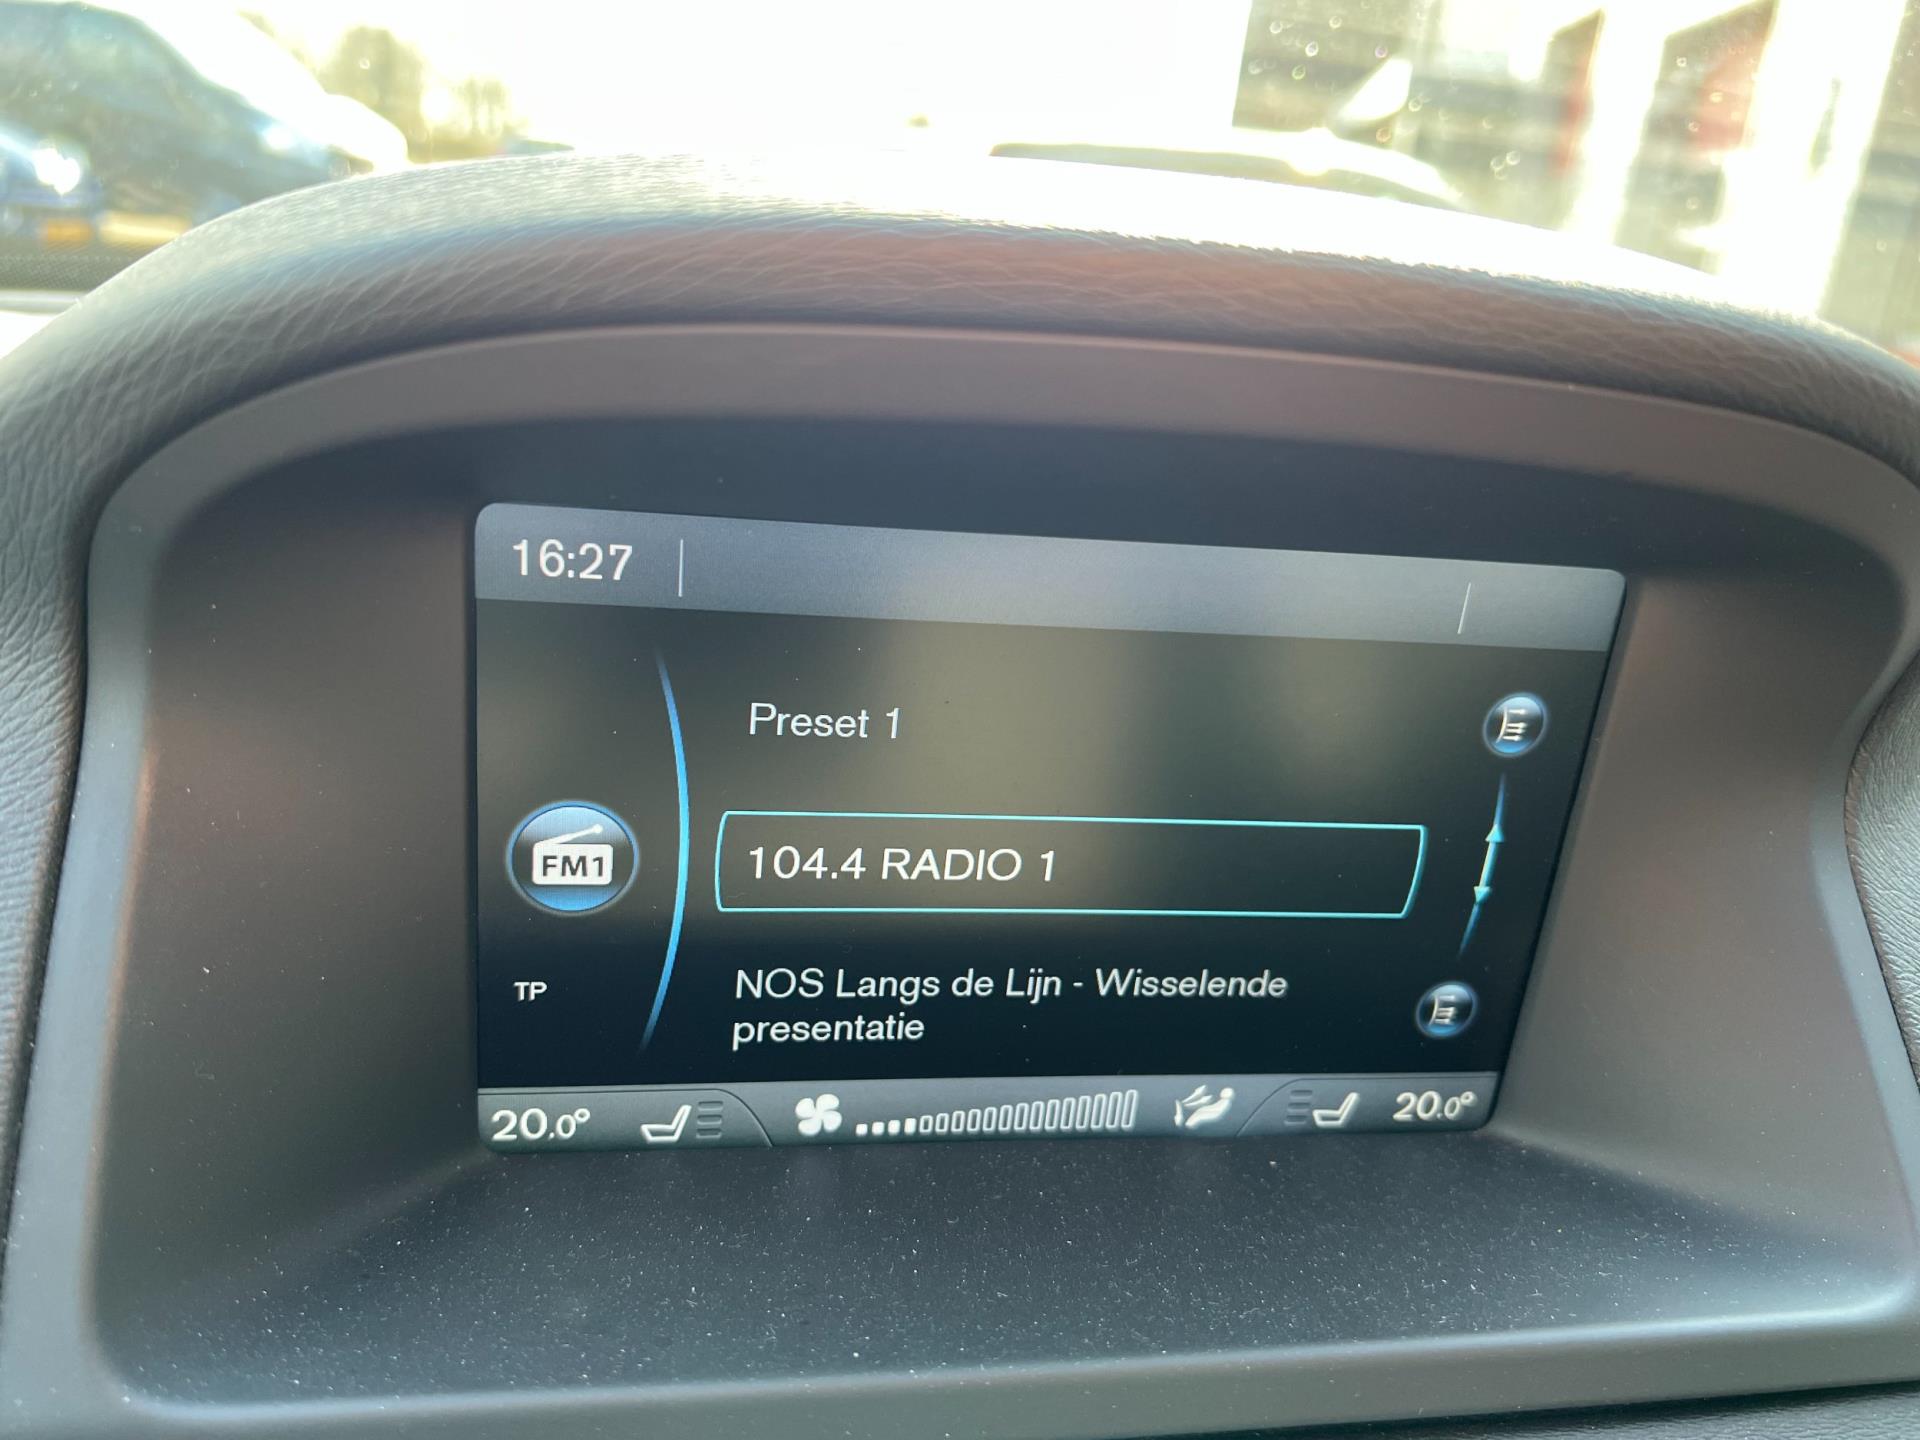 16:27
Preset 1
FM1
104.4 RADIO 1
TP
NOS Langs de Lijn - Wisselende
presentatie
20.0°
20.0°